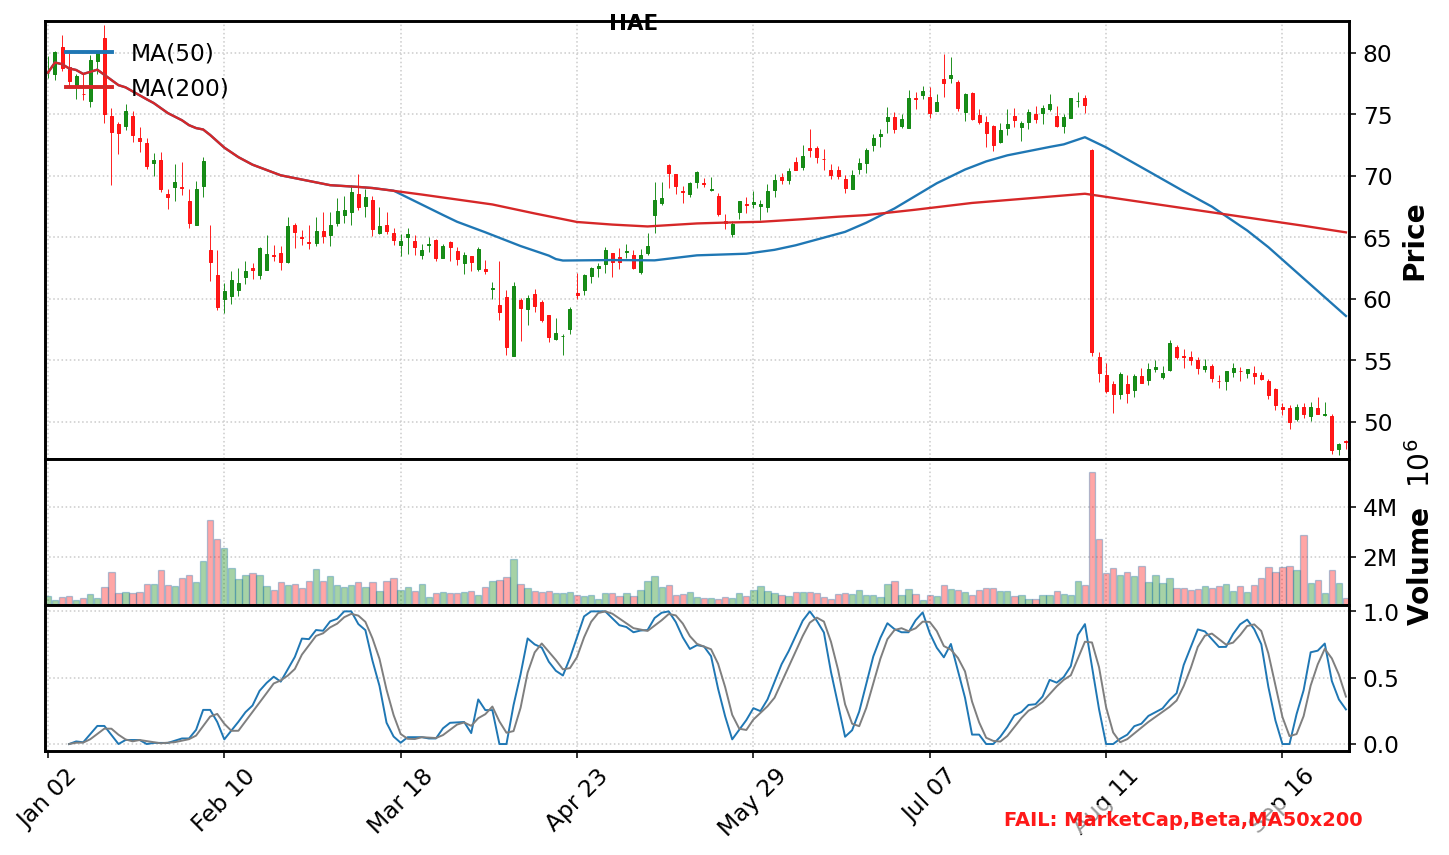 HAE
MA(50)
MA(200)
80
75
70
65
60
55
50
Price
10⁶
4M
2M
Volume
1.0
0.5
0.0
Jan 02
Feb 10
Mar 18
Apr 23
May 29
Jul 07
Aug 11
Sep 16
FAIL: MarketCap,Beta,MA50x200